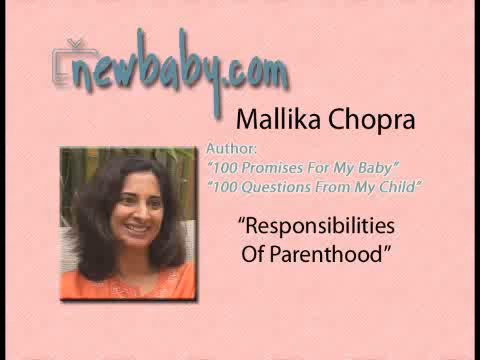 newbaby.com
Mallika Chopra
Author:
“100 Promises For My Baby”
“100 Questions From My Child”
“Responsibilities
Of Parenthood”